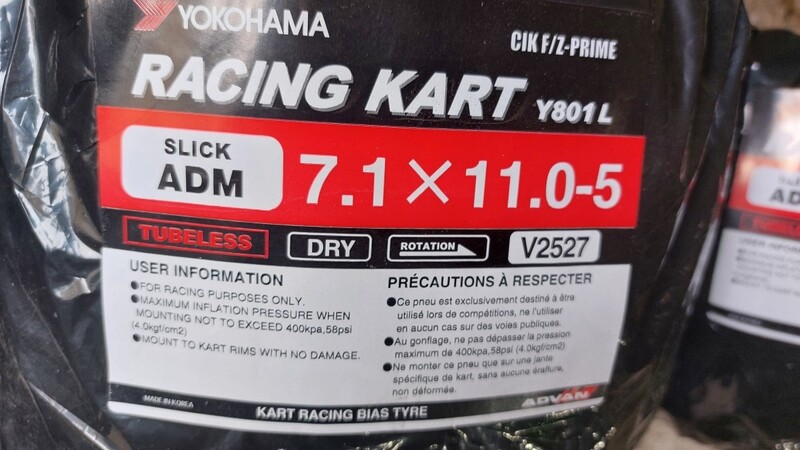 YOKOHAMA
CIK F/Z-PRIME
RACING KART Y801L
SLICK
ADM
7.1×11.0-5
TUBELESS DRY ROTATION V2527
USER INFORMATION
●FOR RACING PURPOSES ONLY.
●MAXIMUM INFLATION PRESSURE WHEN
MOUNTING NOT TO EXCEED 400kpa,58psi
(4.0kgf/cm2)
●MOUNT TO KART RIMS WITH NO DAMAGE.
PRÉCAUTIONS À RESPECTER
●Ce pneu est exclusivement destiné à être
utilisé lors de compétitions, ne l'utiliser
en aucun cas sur des voies publiques.
●Au gonflage, ne pas dépasser la pression
maximum de 400kpa,58psi (4.0kgf/cm2)
●Ne monter ce pneu que sur une jante
spécifique de kart, sans aucune éraflure,
non déformée.
MADE IN KOREA
KART RACING BIAS TYRE
ADVAN
AD
TUBELESS
USER INFOR